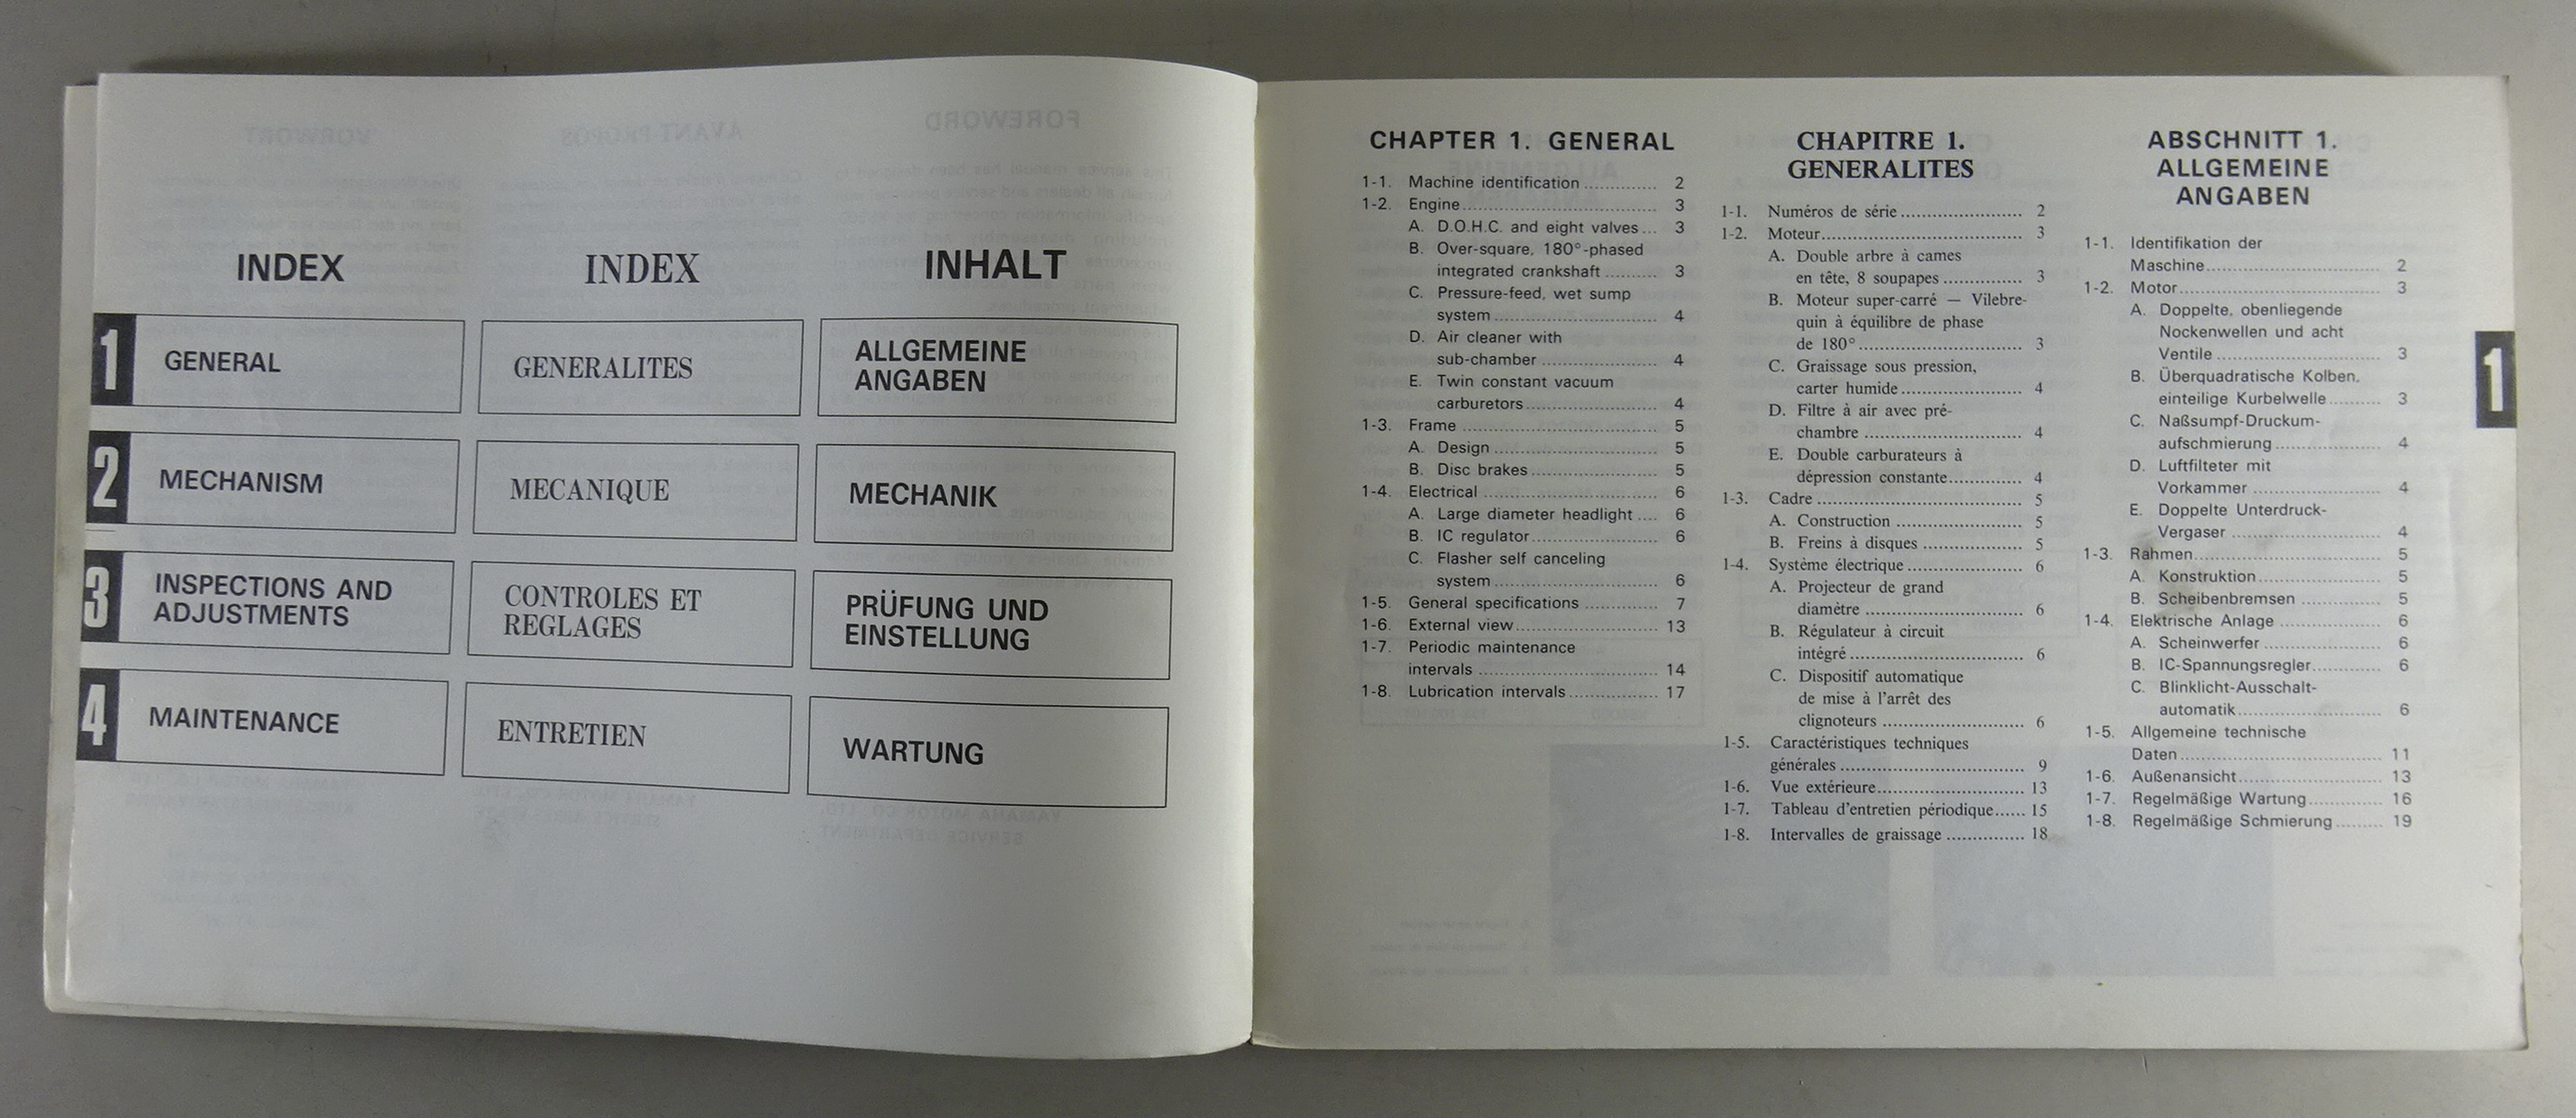 INDEX
INDEX
INHALT
1
GENERAL
GENERALITES
ALLGEMEINE
ANGABEN
2
MECHANISM
MECANIQUE
MECHANIK
3
INSPECTIONS AND
ADJUSTMENTS
CONTROLES ET
REGLAGES
PRÜFUNG UND
EINSTELLUNG
4
MAINTENANCE
ENTRETIEN
WARTUNG
CHAPTER 1. GENERAL
1-1. Machine identification ............. 2
1-2. Engine................................... 3
A. D.O.H.C. and eight valves... 3
B. Over-square, 180°-phased
integrated crankshaft ......... 3
C. Pressure-feed, wet sump
system ............................. 4
D. Air cleaner with
sub-chamber ..................... 4
E. Twin constant vacuum
carburetors........................ 4
1-3. Frame .................................... 5
A. Design .............................. 5
B. Disc brakes....................... 5
1-4. Electrical ................................ 6
A. Large diameter headlight .... 6
B. IC regulator....................... 6
C. Flasher self canceling
system ............................. 6
1-5. General specifications ............. 7
1-6. External view......................... 13
1-7. Periodic maintenance
intervals ................................ 14
1-8. Lubrication intervals ................ 17
CHAPITRE 1.
GENERALITES
1-1. Numéros de série ...................... 2
1-2. Moteur.................................... 3
A. Double arbre à cames
en tête, 8 soupapes ............... 3
B. Moteur super-carré — Vilebre-
quin à équilibre de phase
de 180°.............................. 3
C. Graissage sous pression,
carter humide ...................... 4
D. Filtre à air avec pré-
chambre ............................ 4
E. Double carburateurs à
dépression constante............. 4
1-3. Cadre ..................................... 5
A. Construction ....................... 5
B. Freins à disques .................. 5
1-4. Système électrique ..................... 6
A. Projecteur de grand
diamètre ............................ 6
B. Régulateur à circuit
intégré ............................... 6
C. Dispositif automatique
de mise à l'arrêt des
clignoteurs ......................... 6
1-5. Caractéristiques techniques
générales ................................. 9
1-6. Vue extérieure........................... 13
1-7. Tableau d'entretien périodique...... 15
1-8. Intervalles de graissage .............. 18
ABSCHNITT 1.
ALLGEMEINE
ANGABEN
1-1. Identifikation der
Maschine............................... 2
1-2. Motor.................................... 3
A. Doppelte, obenliegende
Nockenwellen und acht
Ventile ............................. 3
B. Überquadratische Kolben,
einteilige Kurbelwelle ......... 3
C. Naßsumpf-Druckum-
aufschmierung ................... 4
D. Luftfilteter mit
Vorkammer ....................... 4
E. Doppelte Unterdruck-
Vergaser ........................... 4
1-3. Rahmen................................. 5
A. Konstruktion...................... 5
B. Scheibenbremsen .............. 5
1-4. Elektrische Anlage .................. 6
A. Scheinwerfer..................... 6
B. IC-Spannungsregler............ 6
C. Blinklicht-Ausschalt-
automatik.......................... 6
1-5. Allgemeine technische
Daten .................................... 11
1-6. Außenansicht.......................... 13
1-7. Regelmäßige Wartung.............. 16
1-8. Regelmäßige Schmierung ......... 19
1